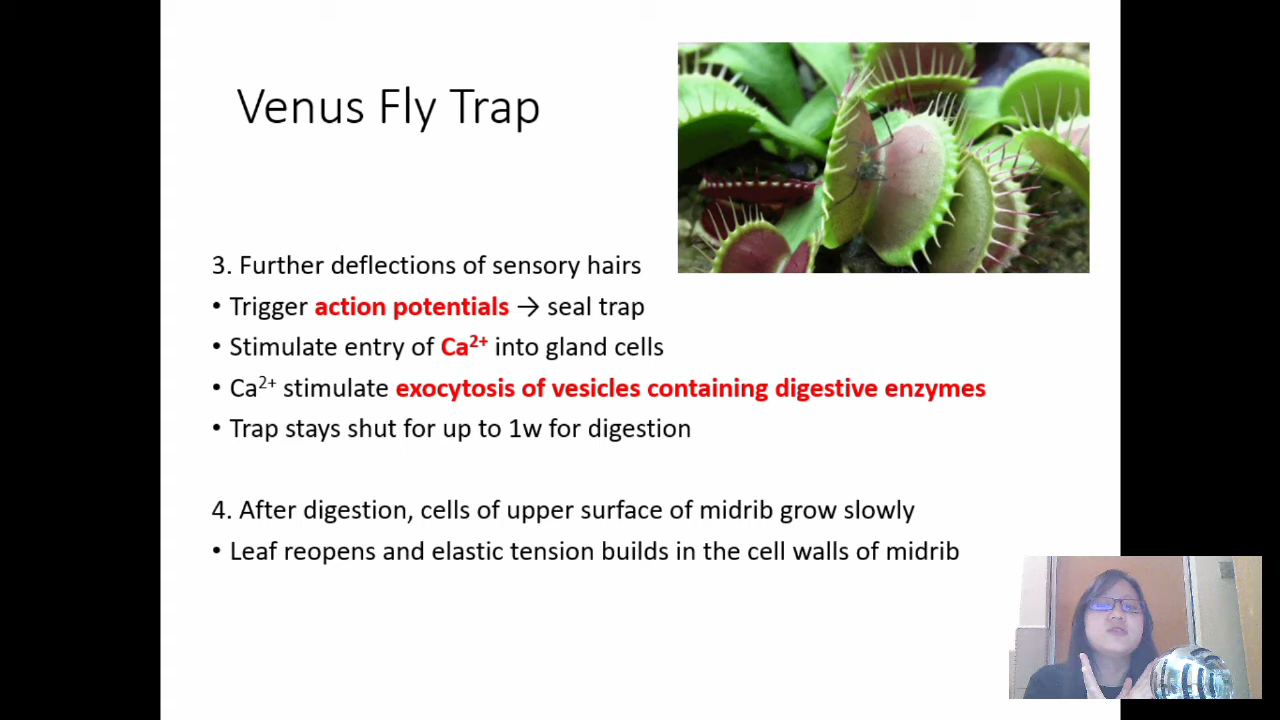 Venus Fly Trap
3. Further deflections of sensory hairs
• Trigger action potentials → seal trap
• Stimulate entry of Ca²⁺ into gland cells
• Ca²⁺ stimulate exocytosis of vesicles containing digestive enzymes
• Trap stays shut for up to 1w for digestion
4. After digestion, cells of upper surface of midrib grow slowly
• Leaf reopens and elastic tension builds in the cell walls of midrib